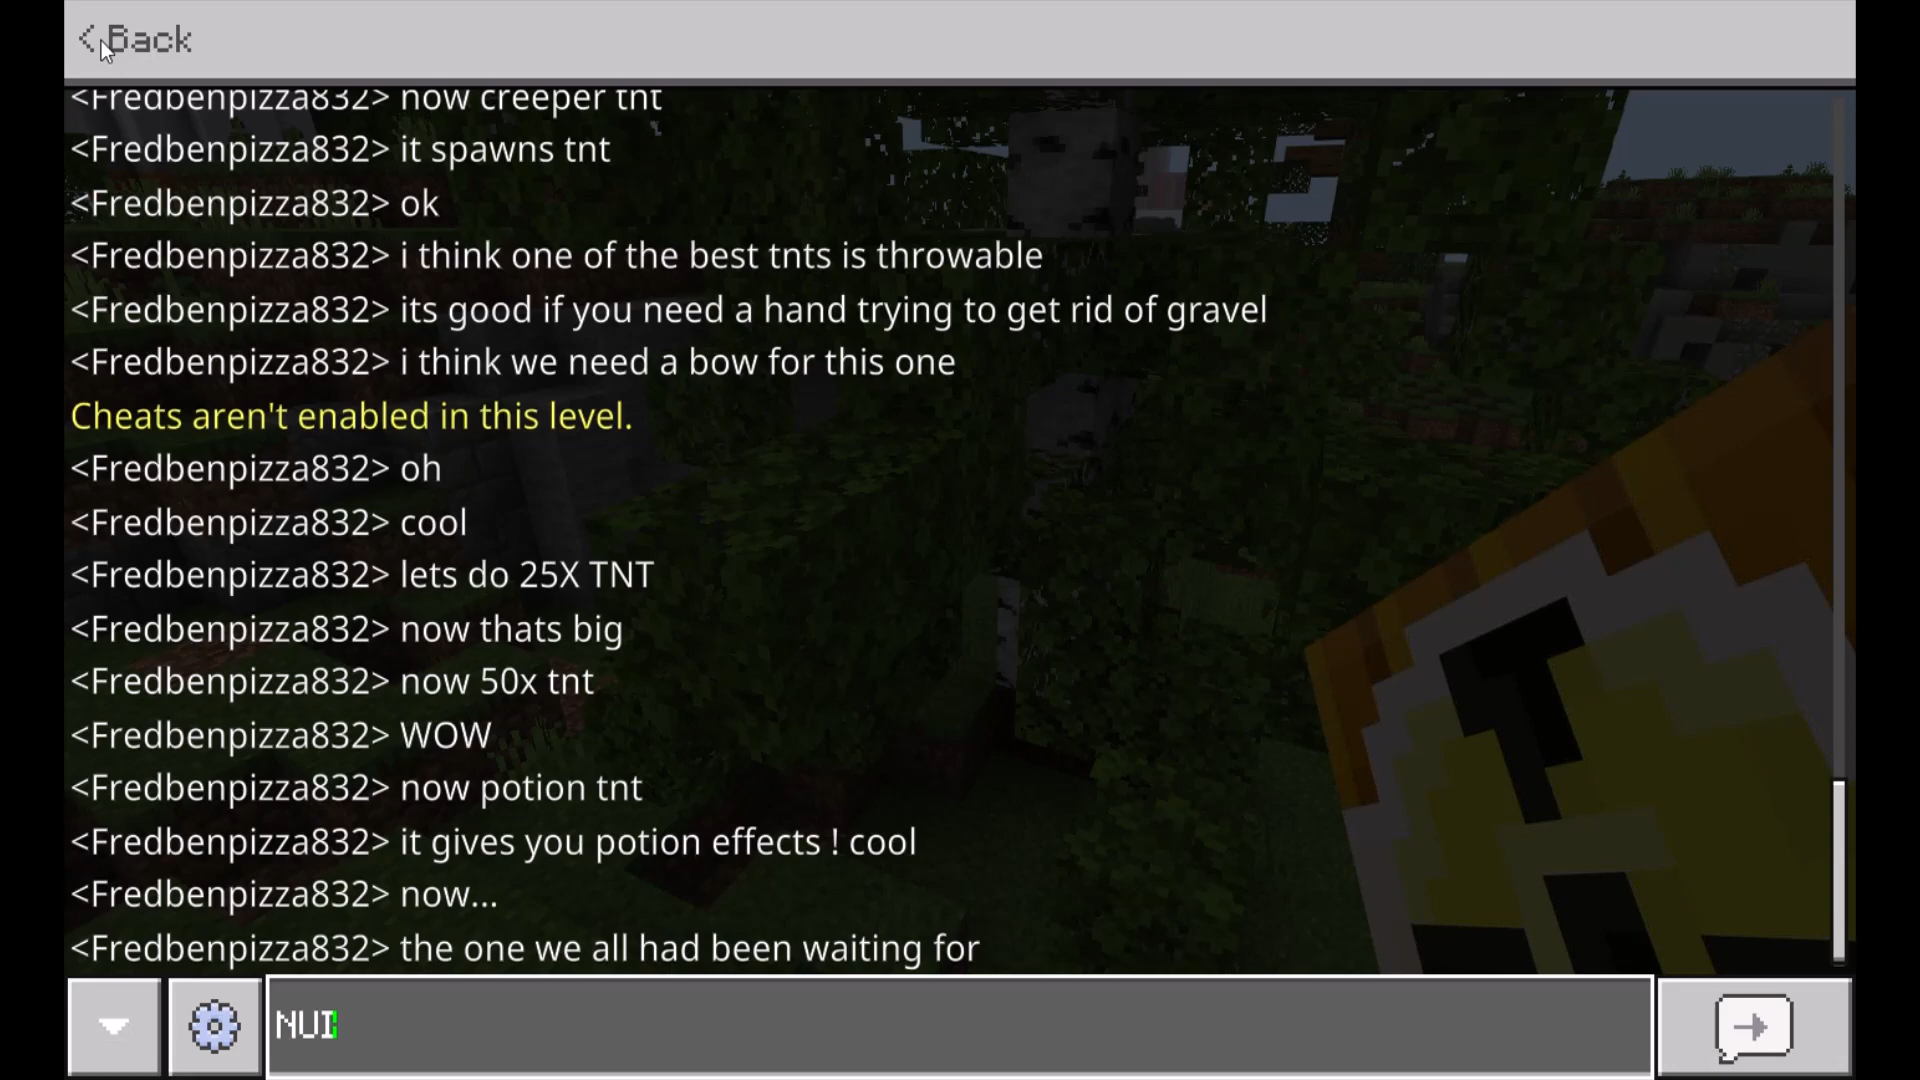 Back
<Fredbenpizza832> now creeper tnt
<Fredbenpizza832> it spawns tnt
<Fredbenpizza832> ok
<Fredbenpizza832> i think one of the best tnts is throwable
<Fredbenpizza832> its good if you need a hand trying to get rid of gravel
<Fredbenpizza832> i think we need a bow for this one
Cheats aren't enabled in this level.
<Fredbenpizza832> oh
<Fredbenpizza832> cool
<Fredbenpizza832> lets do 25X TNT
<Fredbenpizza832> now thats big
<Fredbenpizza832> now 50x tnt
<Fredbenpizza832> WOW
<Fredbenpizza832> now potion tnt
<Fredbenpizza832> it gives you potion effects ! cool
<Fredbenpizza832> now...
<Fredbenpizza832> the one we all had been waiting for
NUI